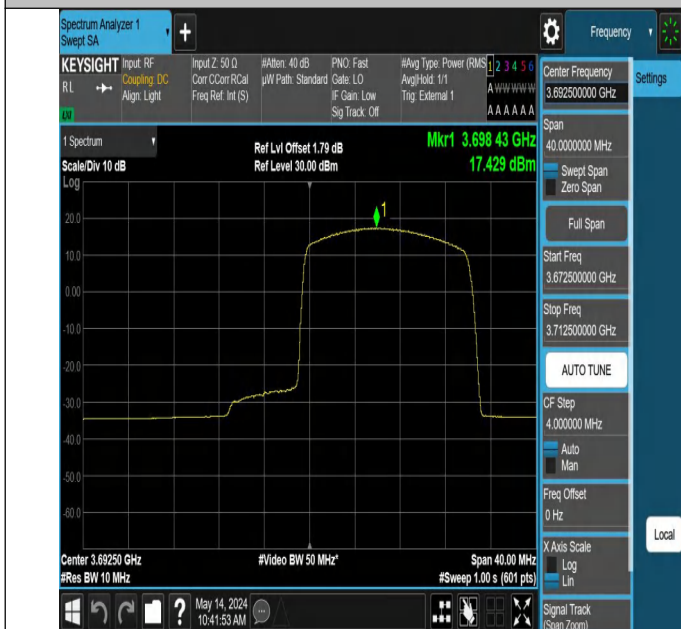 Spectrum Analyzer 1
Swept SA
+
Frequency
KEYSIGHT
RL
LXI
Input: RF
Coupling: DC
Align: Light
Input Z: 50 Ω
Corr CCorr RCal
Freq Ref: Int (S)
#Atten: 40 dB
µW Path: Standard
PNO: Fast
Gate: LO
IF Gain: Low
Sig Track: Off
#Avg Type: Power (RMS
Avg|Hold: 1/1
Trig: External 1
1 2 3 4 5 6
A W W W W W
A A A A A A
Settings
Center Frequency
3.692500000 GHz
Span
40.0000000 MHz
Swept Span
Zero Span
Full Span
Start Freq
3.672500000 GHz
Stop Freq
3.712500000 GHz
AUTO TUNE
CF Step
4.000000 MHz
Auto
Man
Freq Offset
0 Hz
X Axis Scale
Log
Lin
Signal Track
(Span Zoom)
Local
1 Spectrum
Scale/Div 10 dB
Log
Ref Lvl Offset 1.79 dB
Ref Level 30.00 dBm
Mkr1 3.698 43 GHz
17.429 dBm
1
20.0
10.0
0.00
-10.0
-20.0
-30.0
-40.0
-50.0
-60.0
Center 3.69250 GHz
#Res BW 10 MHz
#Video BW 50 MHz*
Span 40.00 MHz
#Sweep 1.00 s (601 pts)
?
May 14, 2024
10:41:53 AM